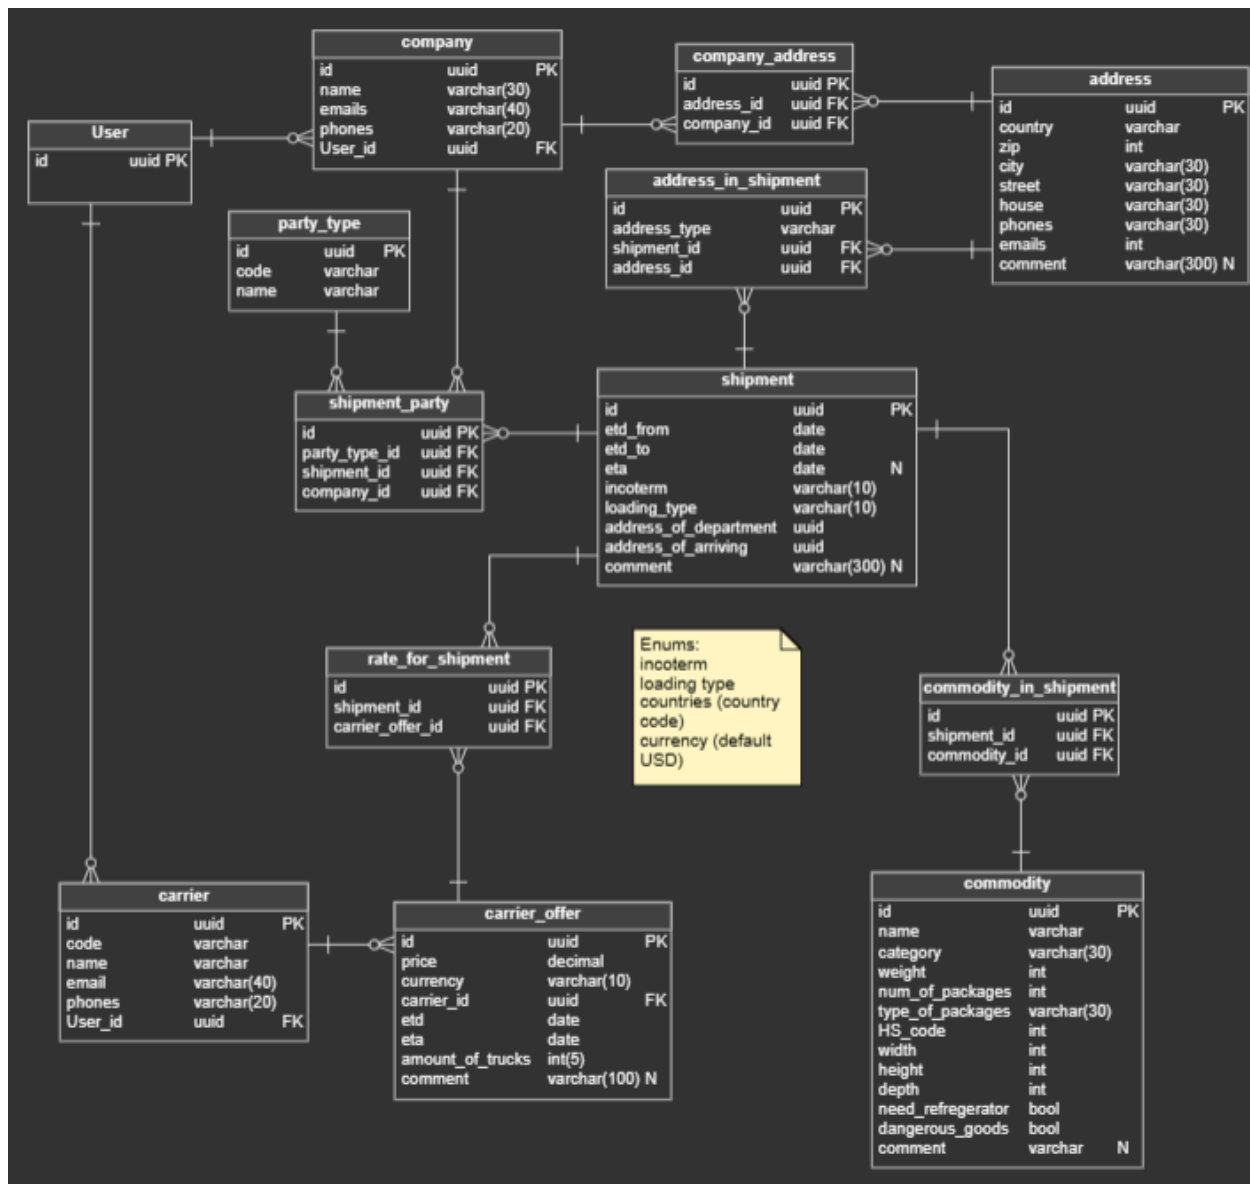 company
id uuid PK
name varchar(30)
emails varchar(40)
phones varchar(20)
User_id uuid FK
company_address
id uuid PK
address_id uuid FK
company_id uuid FK
address
id uuid PK
country varchar
zip int
city varchar(30)
street varchar(30)
house varchar(30)
phones varchar(30)
emails int
comment varchar(300) N
User
id uuid PK
address_in_shipment
id uuid PK
address_type varchar
shipment_id uuid FK
address_id uuid FK
party_type
id uuid PK
code varchar
name varchar
shipment_party
id uuid PK
party_type_id uuid FK
shipment_id uuid FK
company_id uuid FK
shipment
id uuid PK
etd_from date
etd_to date
eta date N
incoterm varchar(10)
loading_type varchar(10)
address_of_department uuid
address_of_arriving uuid
comment varchar(300) N
rate_for_shipment
id uuid PK
shipment_id uuid FK
carrier_offer_id uuid FK
Enums:
incoterm
loading type
countries (country
code)
currency (default
USD)
commodity_in_shipment
id uuid PK
shipment_id uuid FK
commodity_id uuid FK
carrier
id uuid PK
code varchar
name varchar
email varchar(40)
phones varchar(20)
User_id uuid FK
carrier_offer
id uuid PK
price decimal
currency varchar(10)
carrier_id uuid FK
etd date
eta date
amount_of_trucks int(5)
comment varchar(100) N
commodity
id uuid PK
name varchar
category varchar(30)
weight int
num_of_packages int
type_of_packages varchar(30)
HS_code int
width int
height int
depth int
need_refregerator bool
dangerous_goods bool
comment varchar N